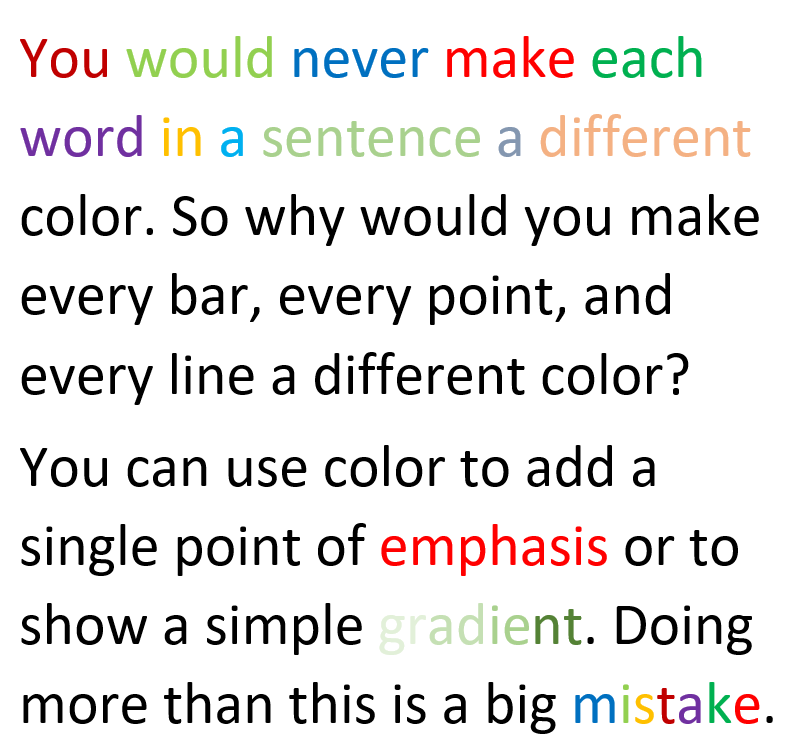 You would never make each
word in a sentence a different
color. So why would you make
every bar, every point, and
every line a different color?
You can use color to add a
single point of emphasis or to
show a simple gradient. Doing
more than this is a big mistake.